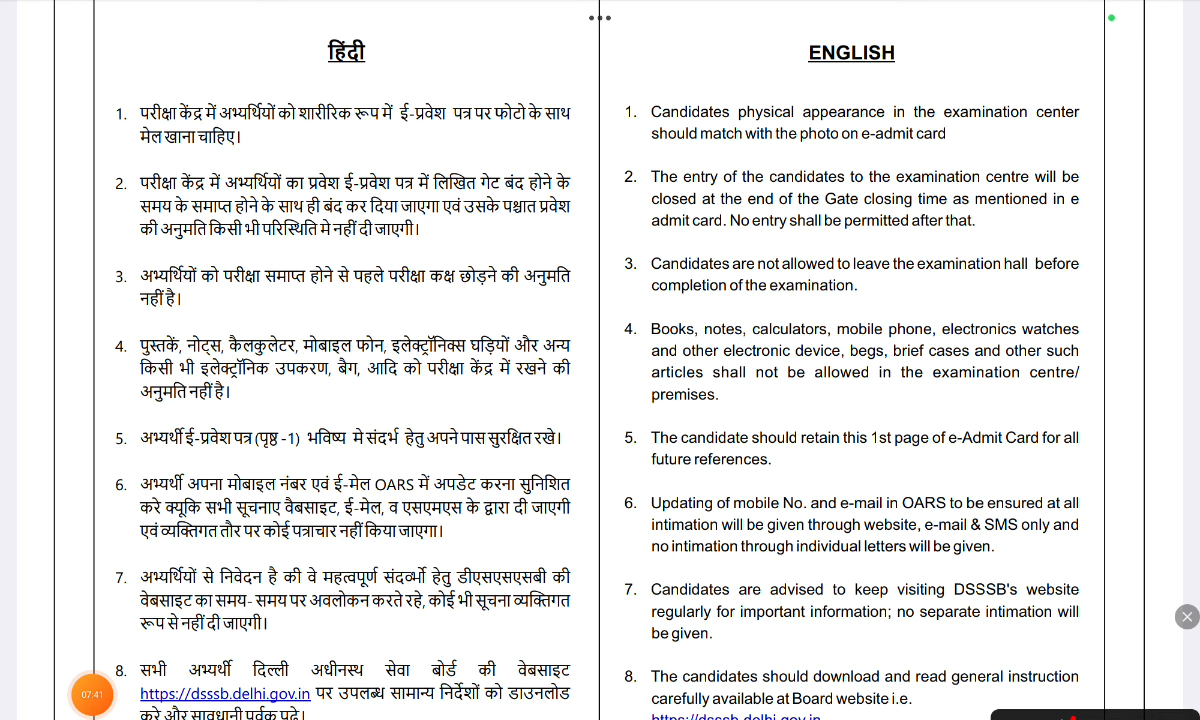 हिंदी
1. परीक्षा केंद्र में अभ्यर्थियों को शारीरिक रूप में ई-प्रवेश पत्र पर फोटो के साथ
मेल खाना चाहिए।
2. परीक्षा केंद्र में अभ्यर्थियों का प्रवेश ई-प्रवेश पत्र में लिखित गेट बंद होने के
समय के समाप्त होने के साथ ही बंद कर दिया जाएगा एवं उसके पश्चात प्रवेश
की अनुमति किसी भी परिस्थिति मे नहीं दी जाएगी।
3. अभ्यर्थियों को परीक्षा समाप्त होने से पहले परीक्षा कक्ष छोड़ने की अनुमति
नहीं है।
4. पुस्तकें, नोट्स, कैलकुलेटर, मोबाइल फोन, इलेक्ट्रॉनिक्स घड़ियों और अन्य
किसी भी इलेक्ट्रॉनिक उपकरण, बैग, आदि को परीक्षा केंद्र में रखने की
अनुमति नहीं है।
5. अभ्यर्थी ई-प्रवेश पत्र (पृष्ठ -1) भविष्य मे संदर्भ हेतु अपने पास सुरक्षित रखे।
6. अभ्यर्थी अपना मोबाइल नंबर एवं ई-मेल OARS में अपडेट करना सुनिशित
करे क्यूकि सभी सूचनाए वैबसाइट, ई-मेल, व एसएमएस के द्वारा दी जाएगी
एवं व्यक्तिगत तौर पर कोई पत्राचार नहीं किया जाएगा।
7. अभ्यर्थियों से निवेदन है की वे महत्वपूर्ण संदर्व्भो हेतु डीएसएसएसबी की
वेबसाइट का समय- समय पर अवलोकन करते रहे, कोई भी सूचना व्यक्तिगत
रूप से नहीं दी जाएगी।
8. सभी अभ्यर्थी दिल्ली अधीनस्थ सेवा बोर्ड की वेबसाइट
https://dsssb.delhi.gov.in पर उपलब्ध सामान्य निर्देशों को डाउनलोड
करे और सावधानी पूर्वक पढे।
07:41
ENGLISH
1. Candidates physical appearance in the examination center
should match with the photo on e-admit card
2. The entry of the candidates to the examination centre will be
closed at the end of the Gate closing time as mentioned in e
admit card. No entry shall be permitted after that.
3. Candidates are not allowed to leave the examination hall before
completion of the examination.
4. Books, notes, calculators, mobile phone, electronics watches
and other electronic device, begs, brief cases and other such
articles shall not be allowed in the examination centre/
premises.
5. The candidate should retain this 1st page of e-Admit Card for all
future references.
6. Updating of mobile No. and e-mail in OARS to be ensured at all
intimation will be given through website, e-mail & SMS only and
no intimation through individual letters will be given.
7. Candidates are advised to keep visiting DSSSB's website
regularly for important information; no separate intimation will
be given.
8. The candidates should download and read general instruction
carefully available at Board website i.e.
https://dsssb.delhi.gov.in